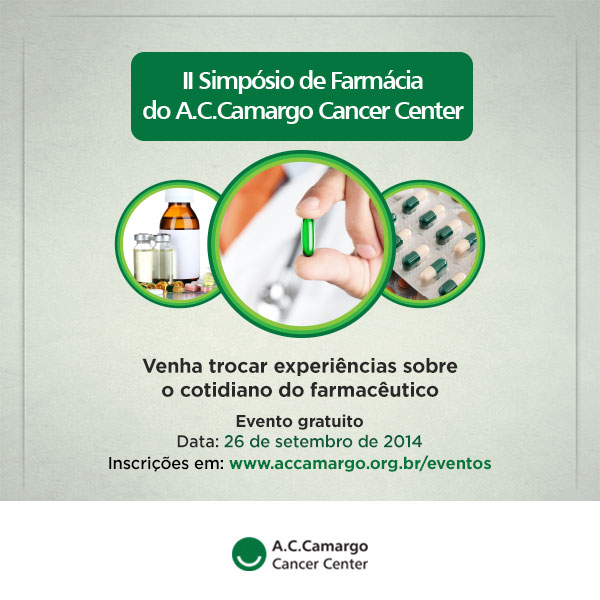 II Simpósio de Farmácia
do A.C.Camargo Cancer Center
Venha trocar experiências sobre
o cotidiano do farmacêutico
Evento gratuito
Data: 26 de setembro de 2014
Inscrições em: www.accamargo.org.br/eventos
A.C.Camargo
Cancer Center